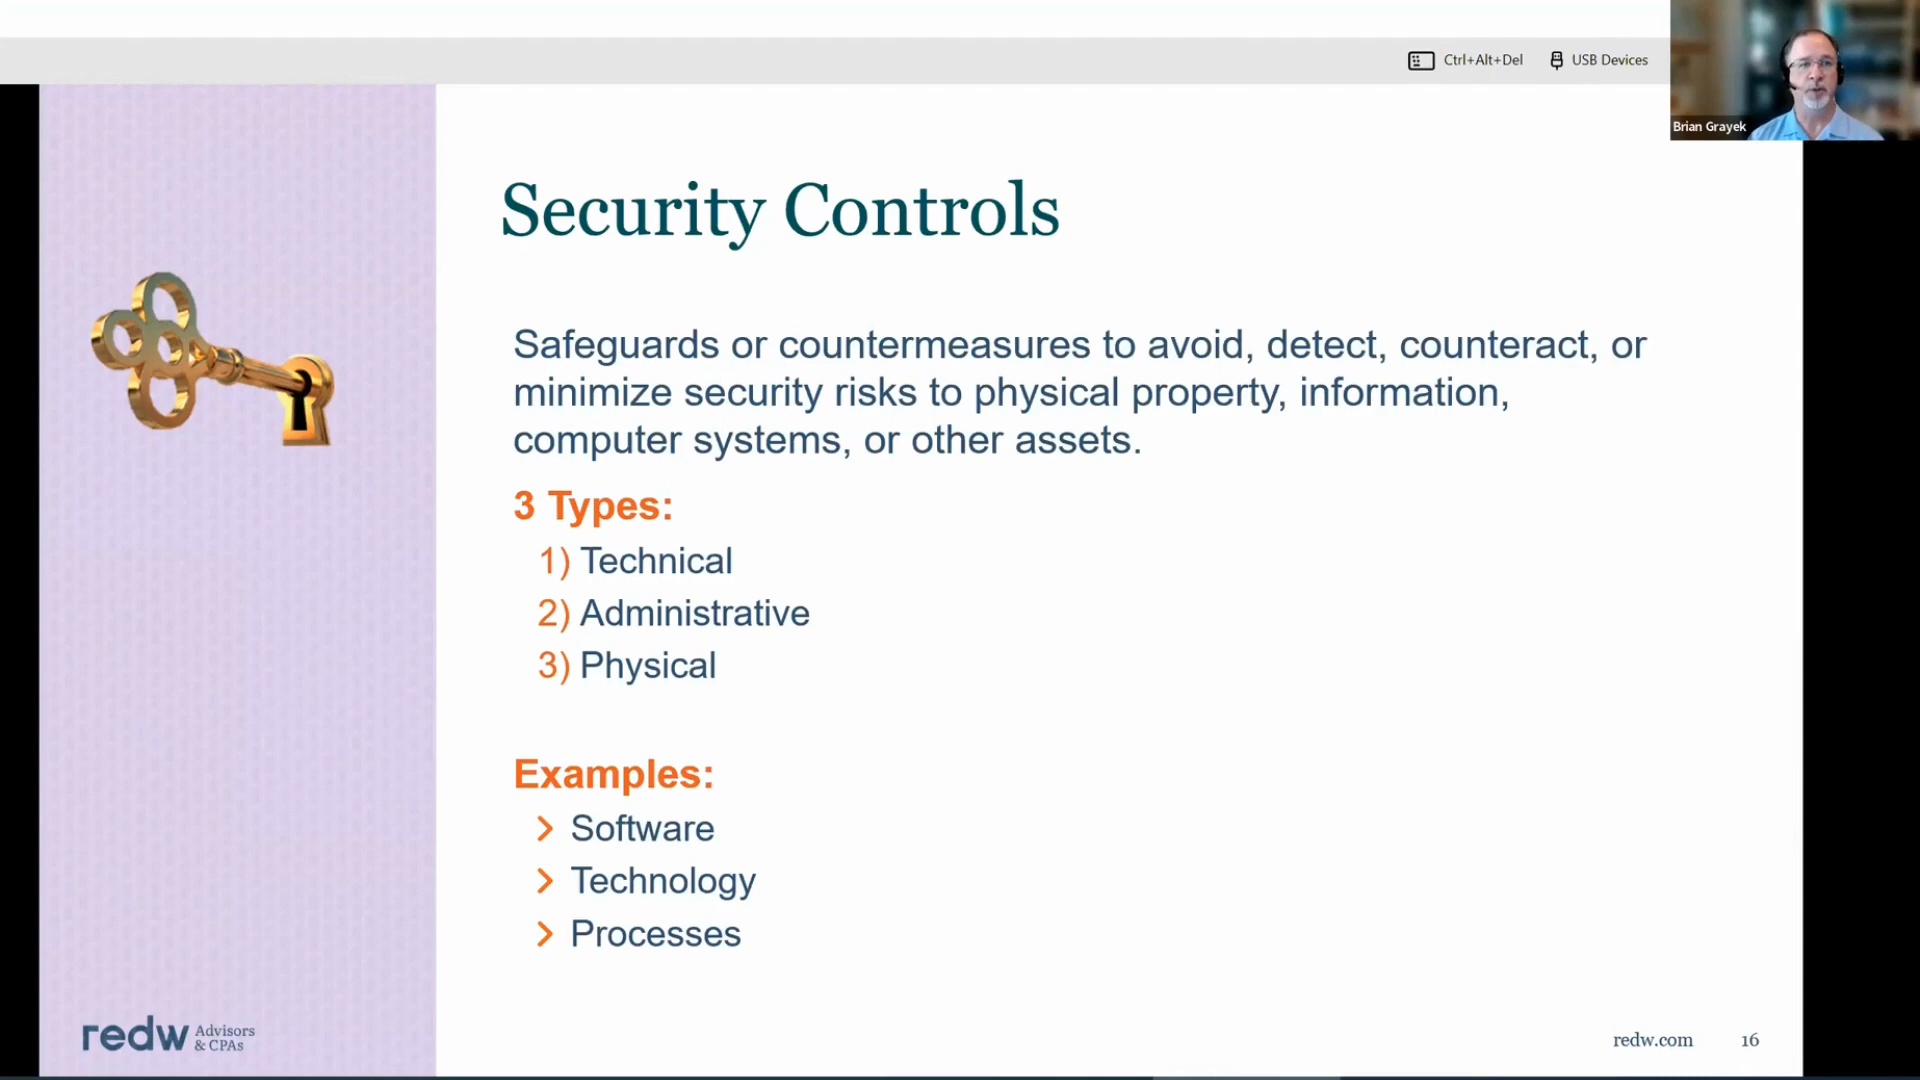 Ctrl+Alt+Del
USB Devices
Brian Grayek
Security Controls
Safeguards or countermeasures to avoid, detect, counteract, or
minimize security risks to physical property, information,
computer systems, or other assets.
3 Types:
1) Technical
2) Administrative
3) Physical
Examples:
Software
Technology
Processes
redw Advisors
& CPAs
redw.com 16